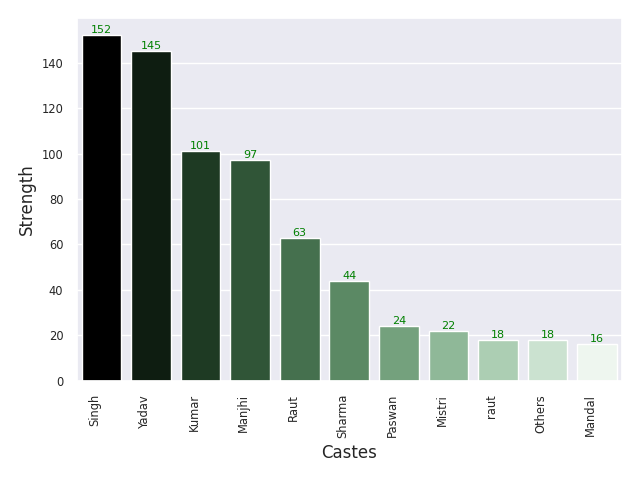 152
145
101
97
63
44
24
22
18
18
16
140
120
100
80
60
40
20
0
Strength
Singh
Yadav
Kumar
Manjhi
Raut
Sharma
Paswan
Mistri
raut
Others
Mandal
Castes